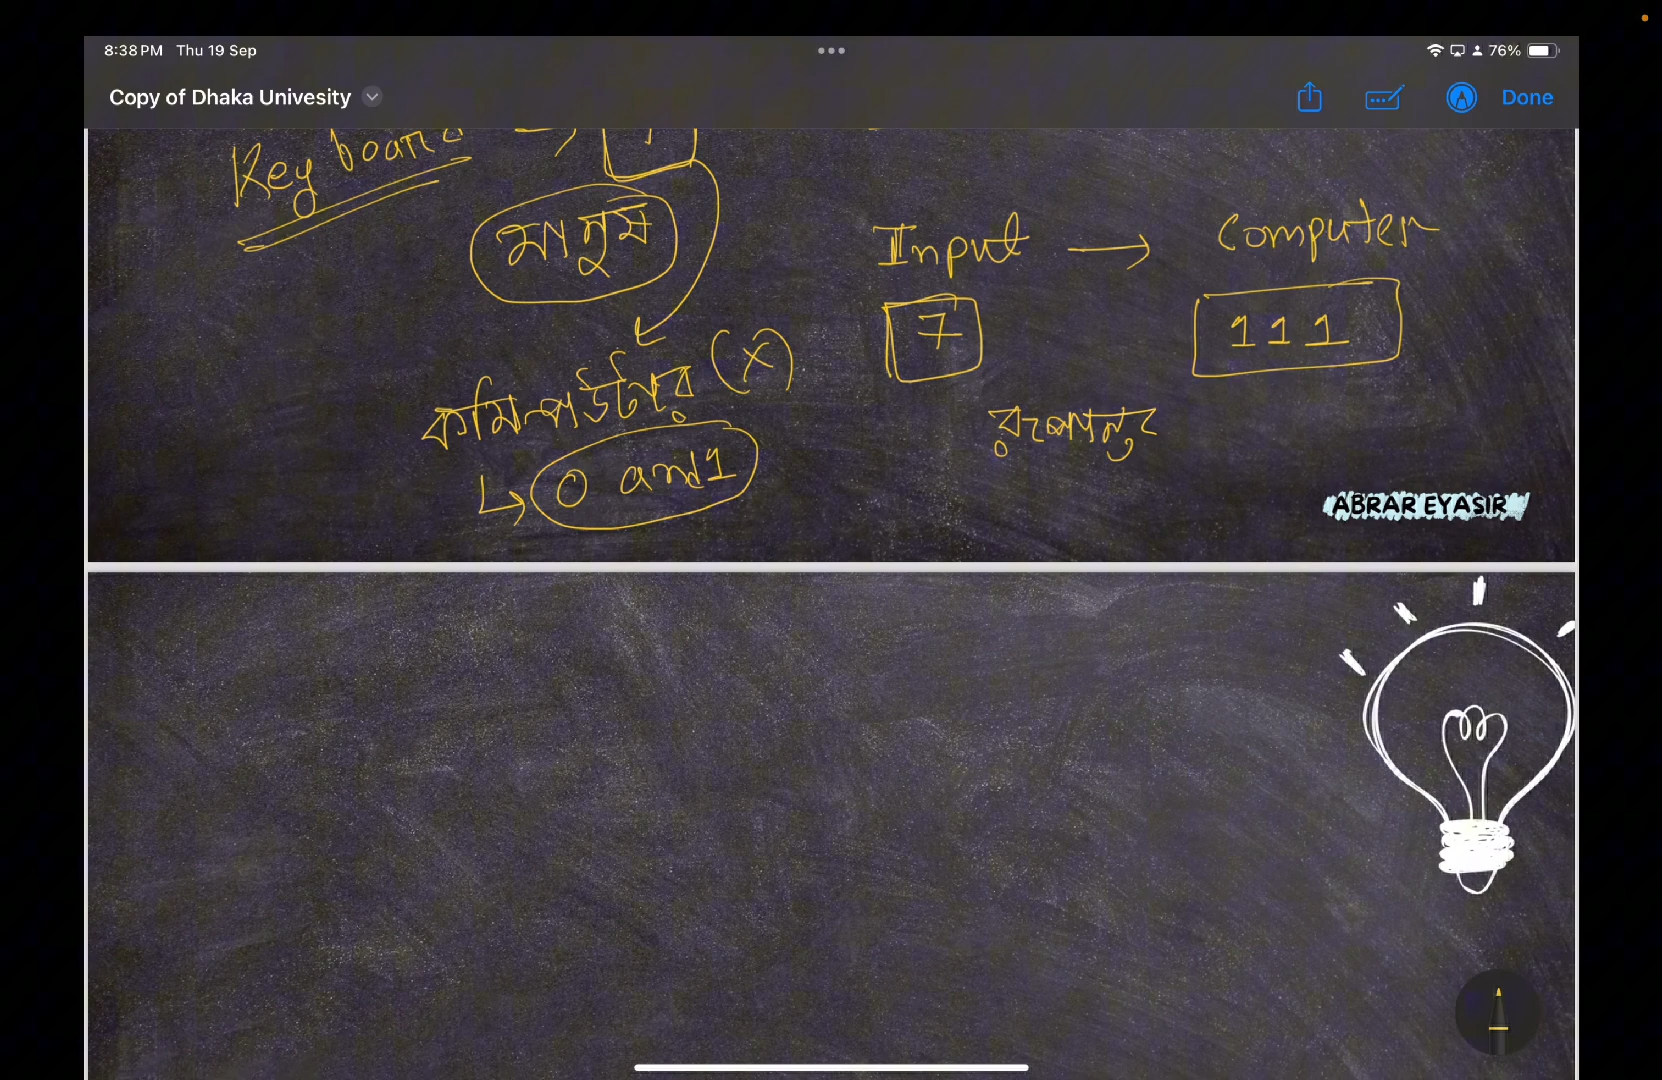 8:38 PM Thu 19 Sep
76%
Copy of Dhaka Univesity
Done
Key board
মানুষ
Input → Computer
7
111
কম্পিউটার (X)
0 and 1
ABRAR EYASIR